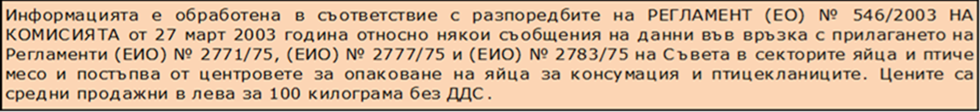 Информацията е обработена в съответствие с разпоредбите на РЕГЛАМЕНТ (ЕО) № 546/2003 НА
КОМИСИЯТА от 27 март 2003 година относно някои съобщения на данни във връзка с прилагането на
Регламенти (ЕИО) № 2771/75, (ЕИО) № 2777/75 и (ЕИО) № 2783/75 на Съвета в секторите яйца и птиче
месо и постъпва от центровете за опаковане на яйца за консумация и птицекланиците. Цените са
средни продажни в лева за 100 килограма без ДДС.